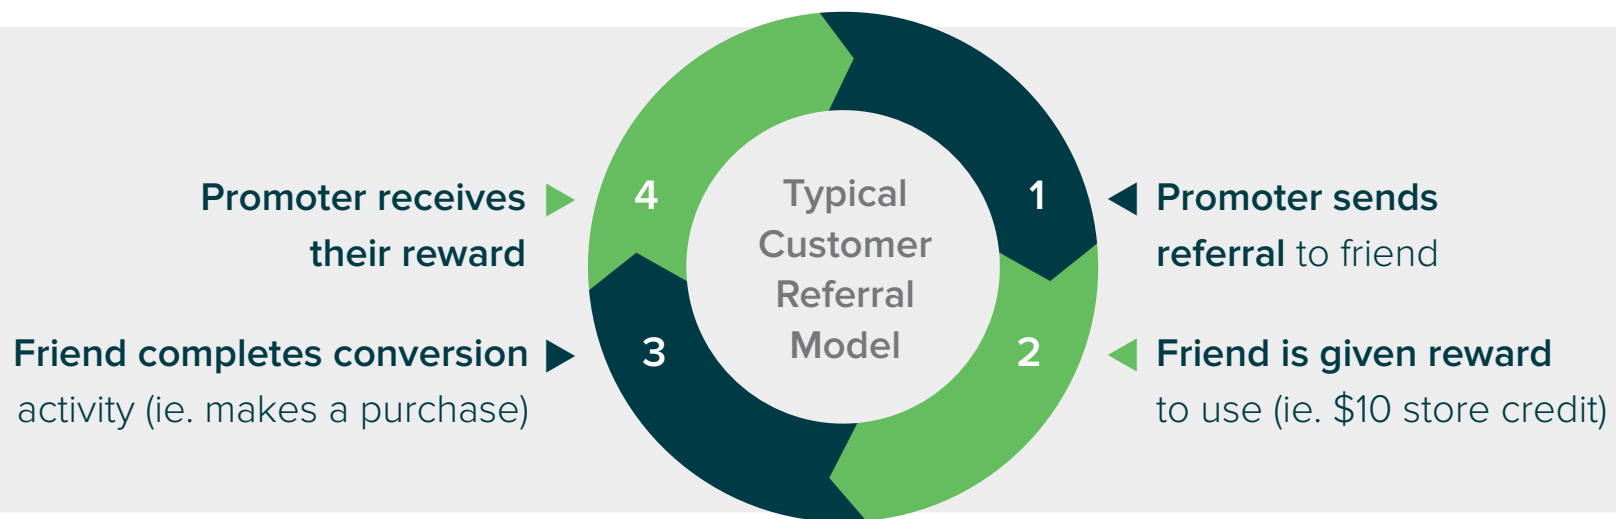 Typical
Customer
Referral
Model
1
Promoter sends
referral to friend
2
Friend is given reward
to use (ie. $10 store credit)
3
Friend completes conversion
activity (ie. makes a purchase)
4
Promoter receives
their reward